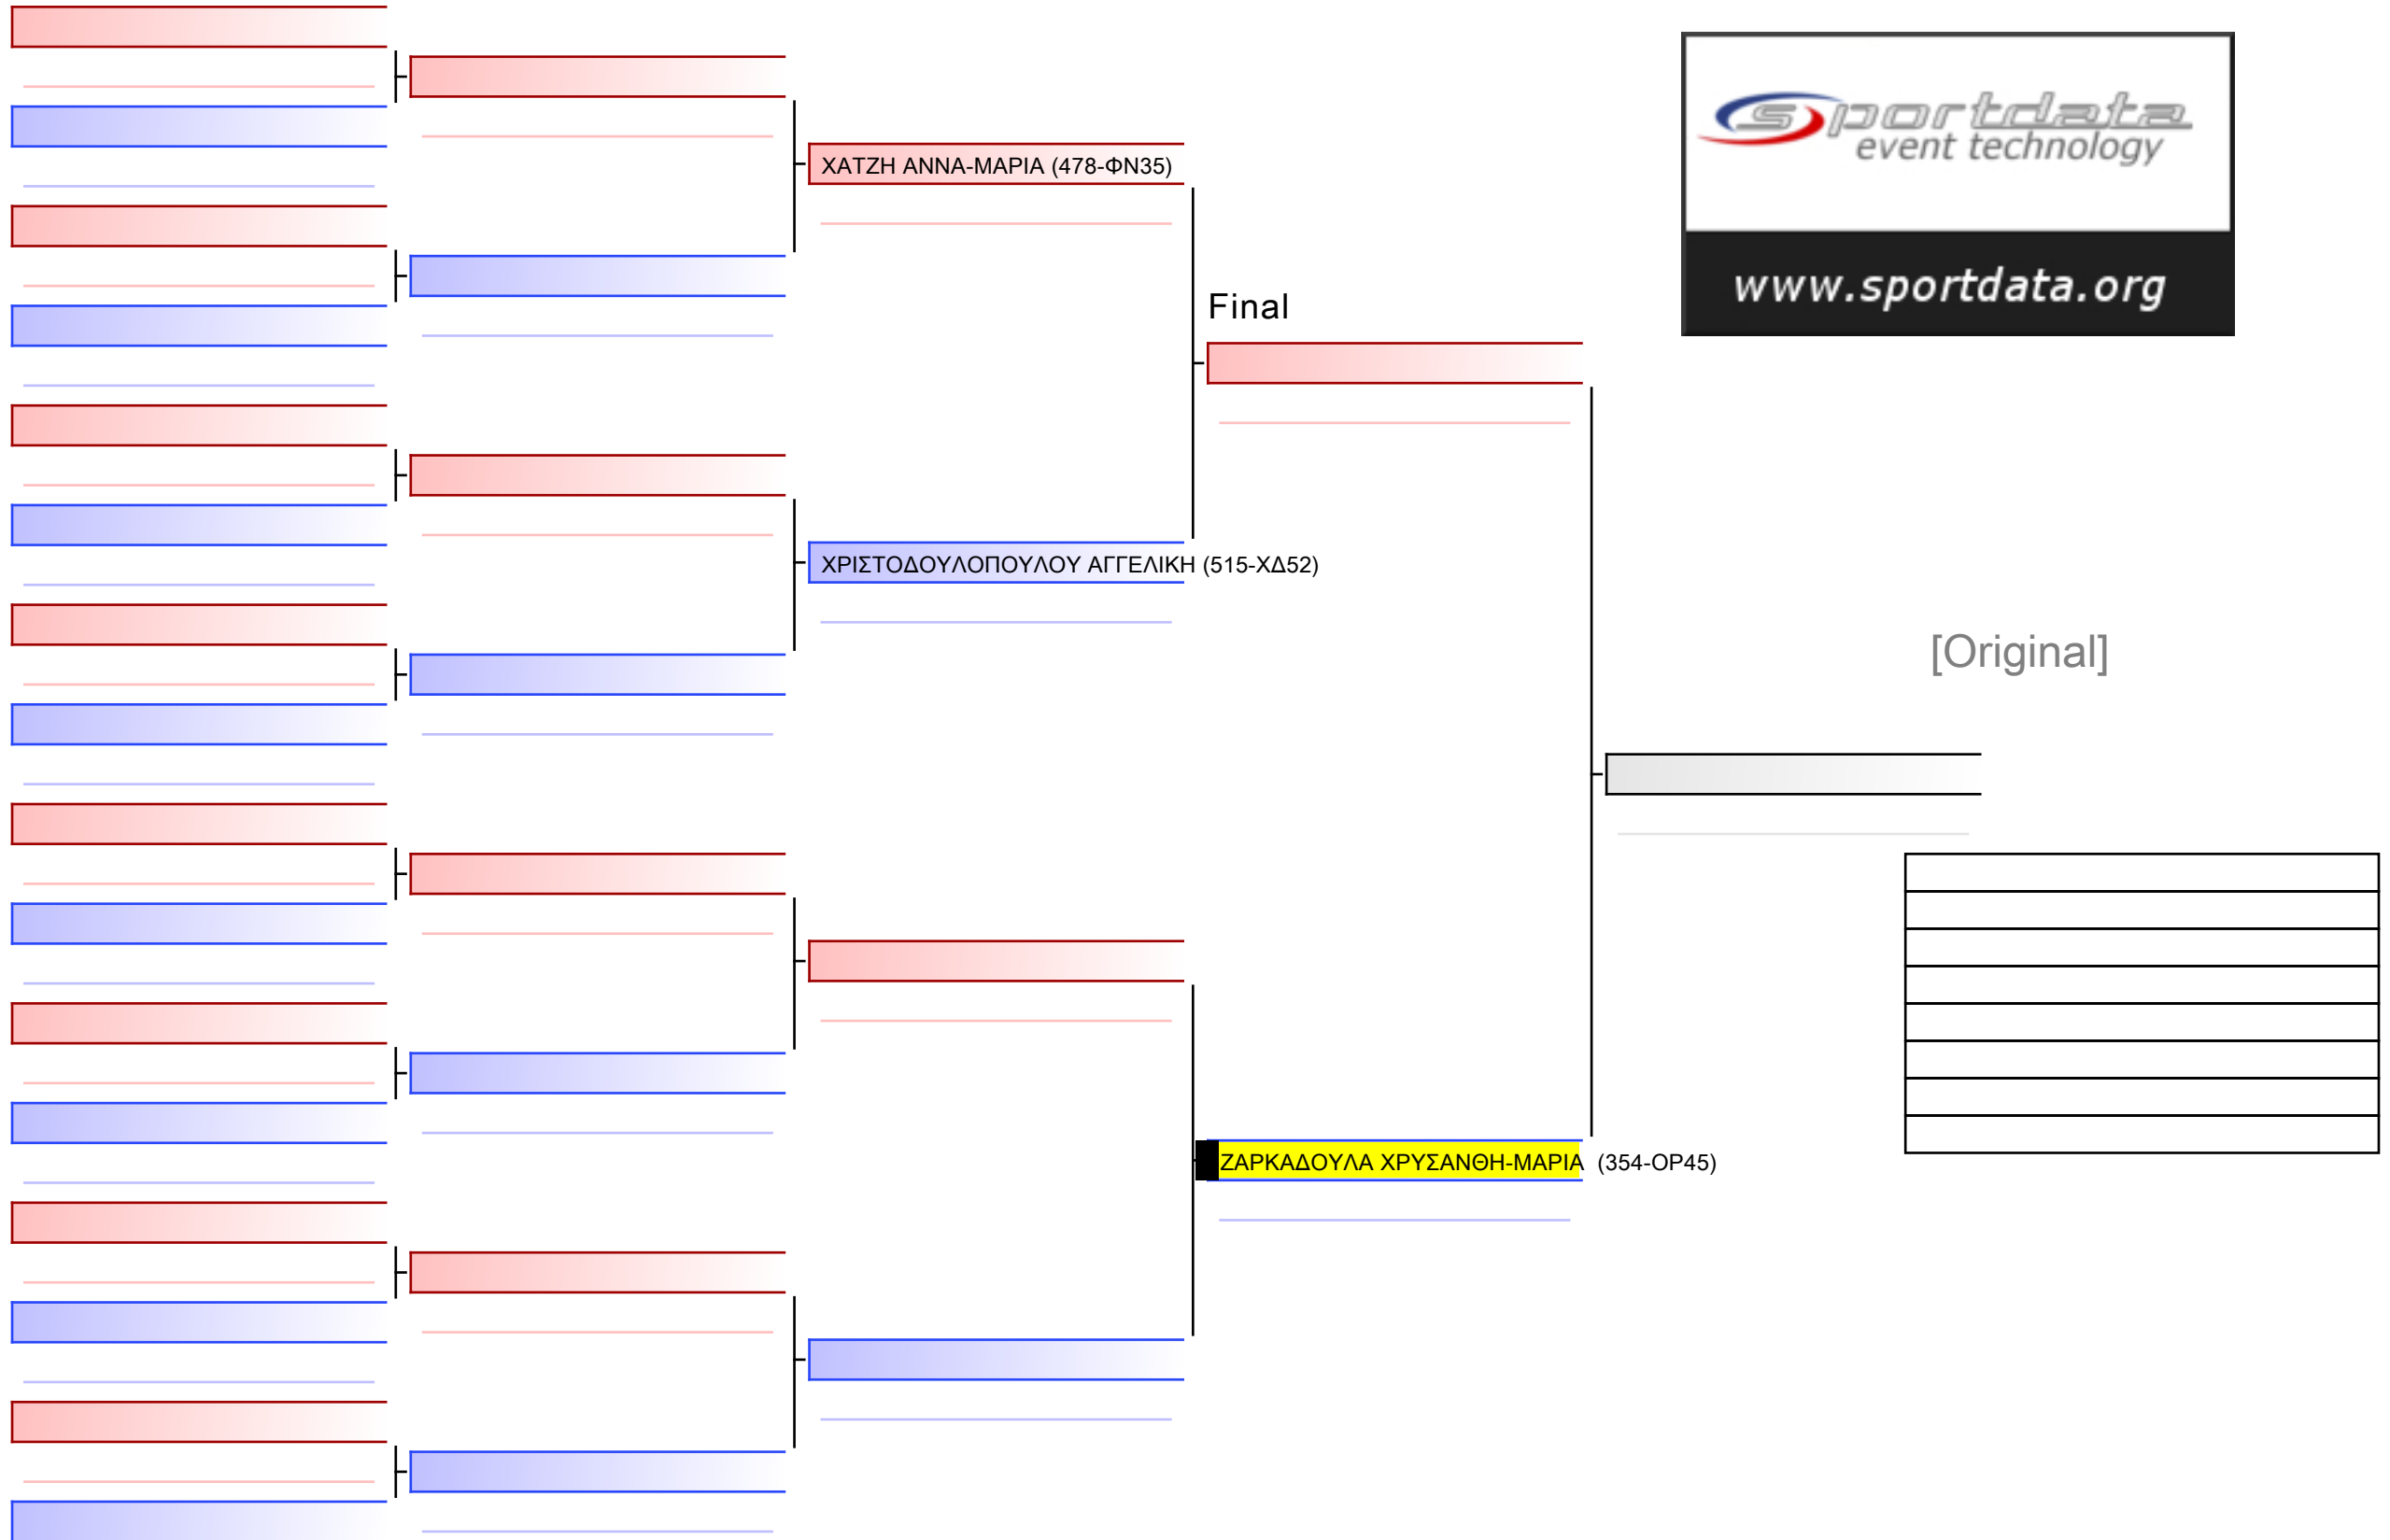 sportdata
event technology
www.sportdata.org
ΧΑΤΖΗ ΑΝΝΑ-ΜΑΡΙΑ (478-ΦΝ35)
Final
ΧΡΙΣΤΟΔΟΥΛΟΠΟΥΛΟΥ ΑΓΓΕΛΙΚΗ (515-ΧΔ52)
[Original]
ΖΑΡΚΑΔΟΥΛΑ ΧΡΥΣΑΝΘΗ-ΜΑΡΙΑ (354-ΟΡ45)